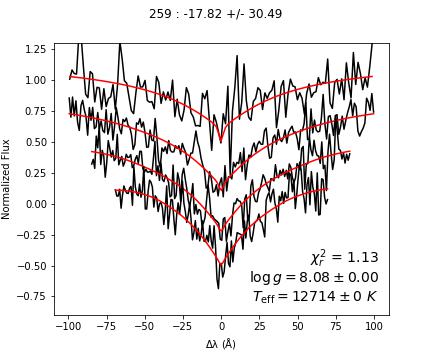 259 : -17.82 +/- 30.49
1.25
1.00
0.75
0.50
0.25
0.00
−0.25
−0.50
−0.75
Normalized Flux
χ²ᵣ = 1.13
log g = 8.08 ± 0.00
Teff = 12714 ± 0 K
−100 −75 −50 −25 0 25 50 75 100
Δλ (Å)